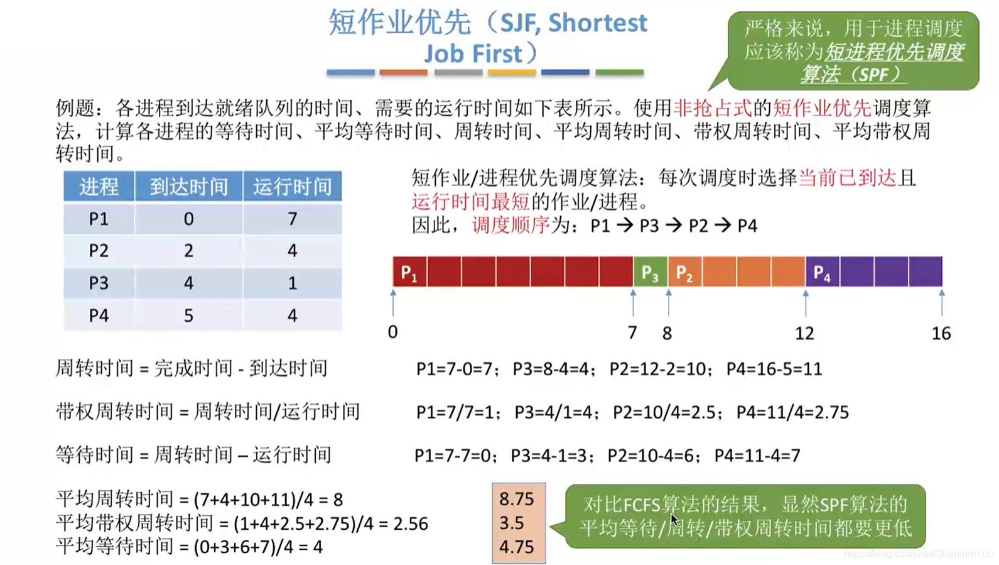 短作业优先（SJF, Shortest
Job First）
严格来说，用于进程调度
应该称为短进程优先调度
算法（SPF）
例题：各进程到达就绪队列的时间、需要的运行时间如下表所示。使用非抢占式的短作业优先调度算
法，计算各进程的等待时间、平均等待时间、周转时间、平均周转时间、带权周转时间、平均带权周
转时间。
进程 到达时间 运行时间
P1 0 7
P2 2 4
P3 4 1
P4 5 4
短作业/进程优先调度算法：每次调度时选择当前已到达且
运行时间最短的作业/进程。
因此，调度顺序为：P1 → P3 → P2 → P4
P1 P3 P2 P4
0 7 8 12 16
周转时间 = 完成时间 - 到达时间 P1=7-0=7；P3=8-4=4；P2=12-2=10；P4=16-5=11
带权周转时间 = 周转时间/运行时间 P1=7/7=1；P3=4/1=4；P2=10/4=2.5；P4=11/4=2.75
等待时间 = 周转时间 – 运行时间 P1=7-7=0；P3=4-1=3；P2=10-4=6；P4=11-4=7
平均周转时间 = (7+4+10+11)/4 = 8
平均带权周转时间 = (1+4+2.5+2.75)/4 = 2.56
平均等待时间 = (0+3+6+7)/4 = 4
8.75
3.5
4.75
对比FCFS算法的结果，显然SPF算法的
平均等待/周转/带权周转时间都要更低
https://blog.csdn.net/QuantumYou